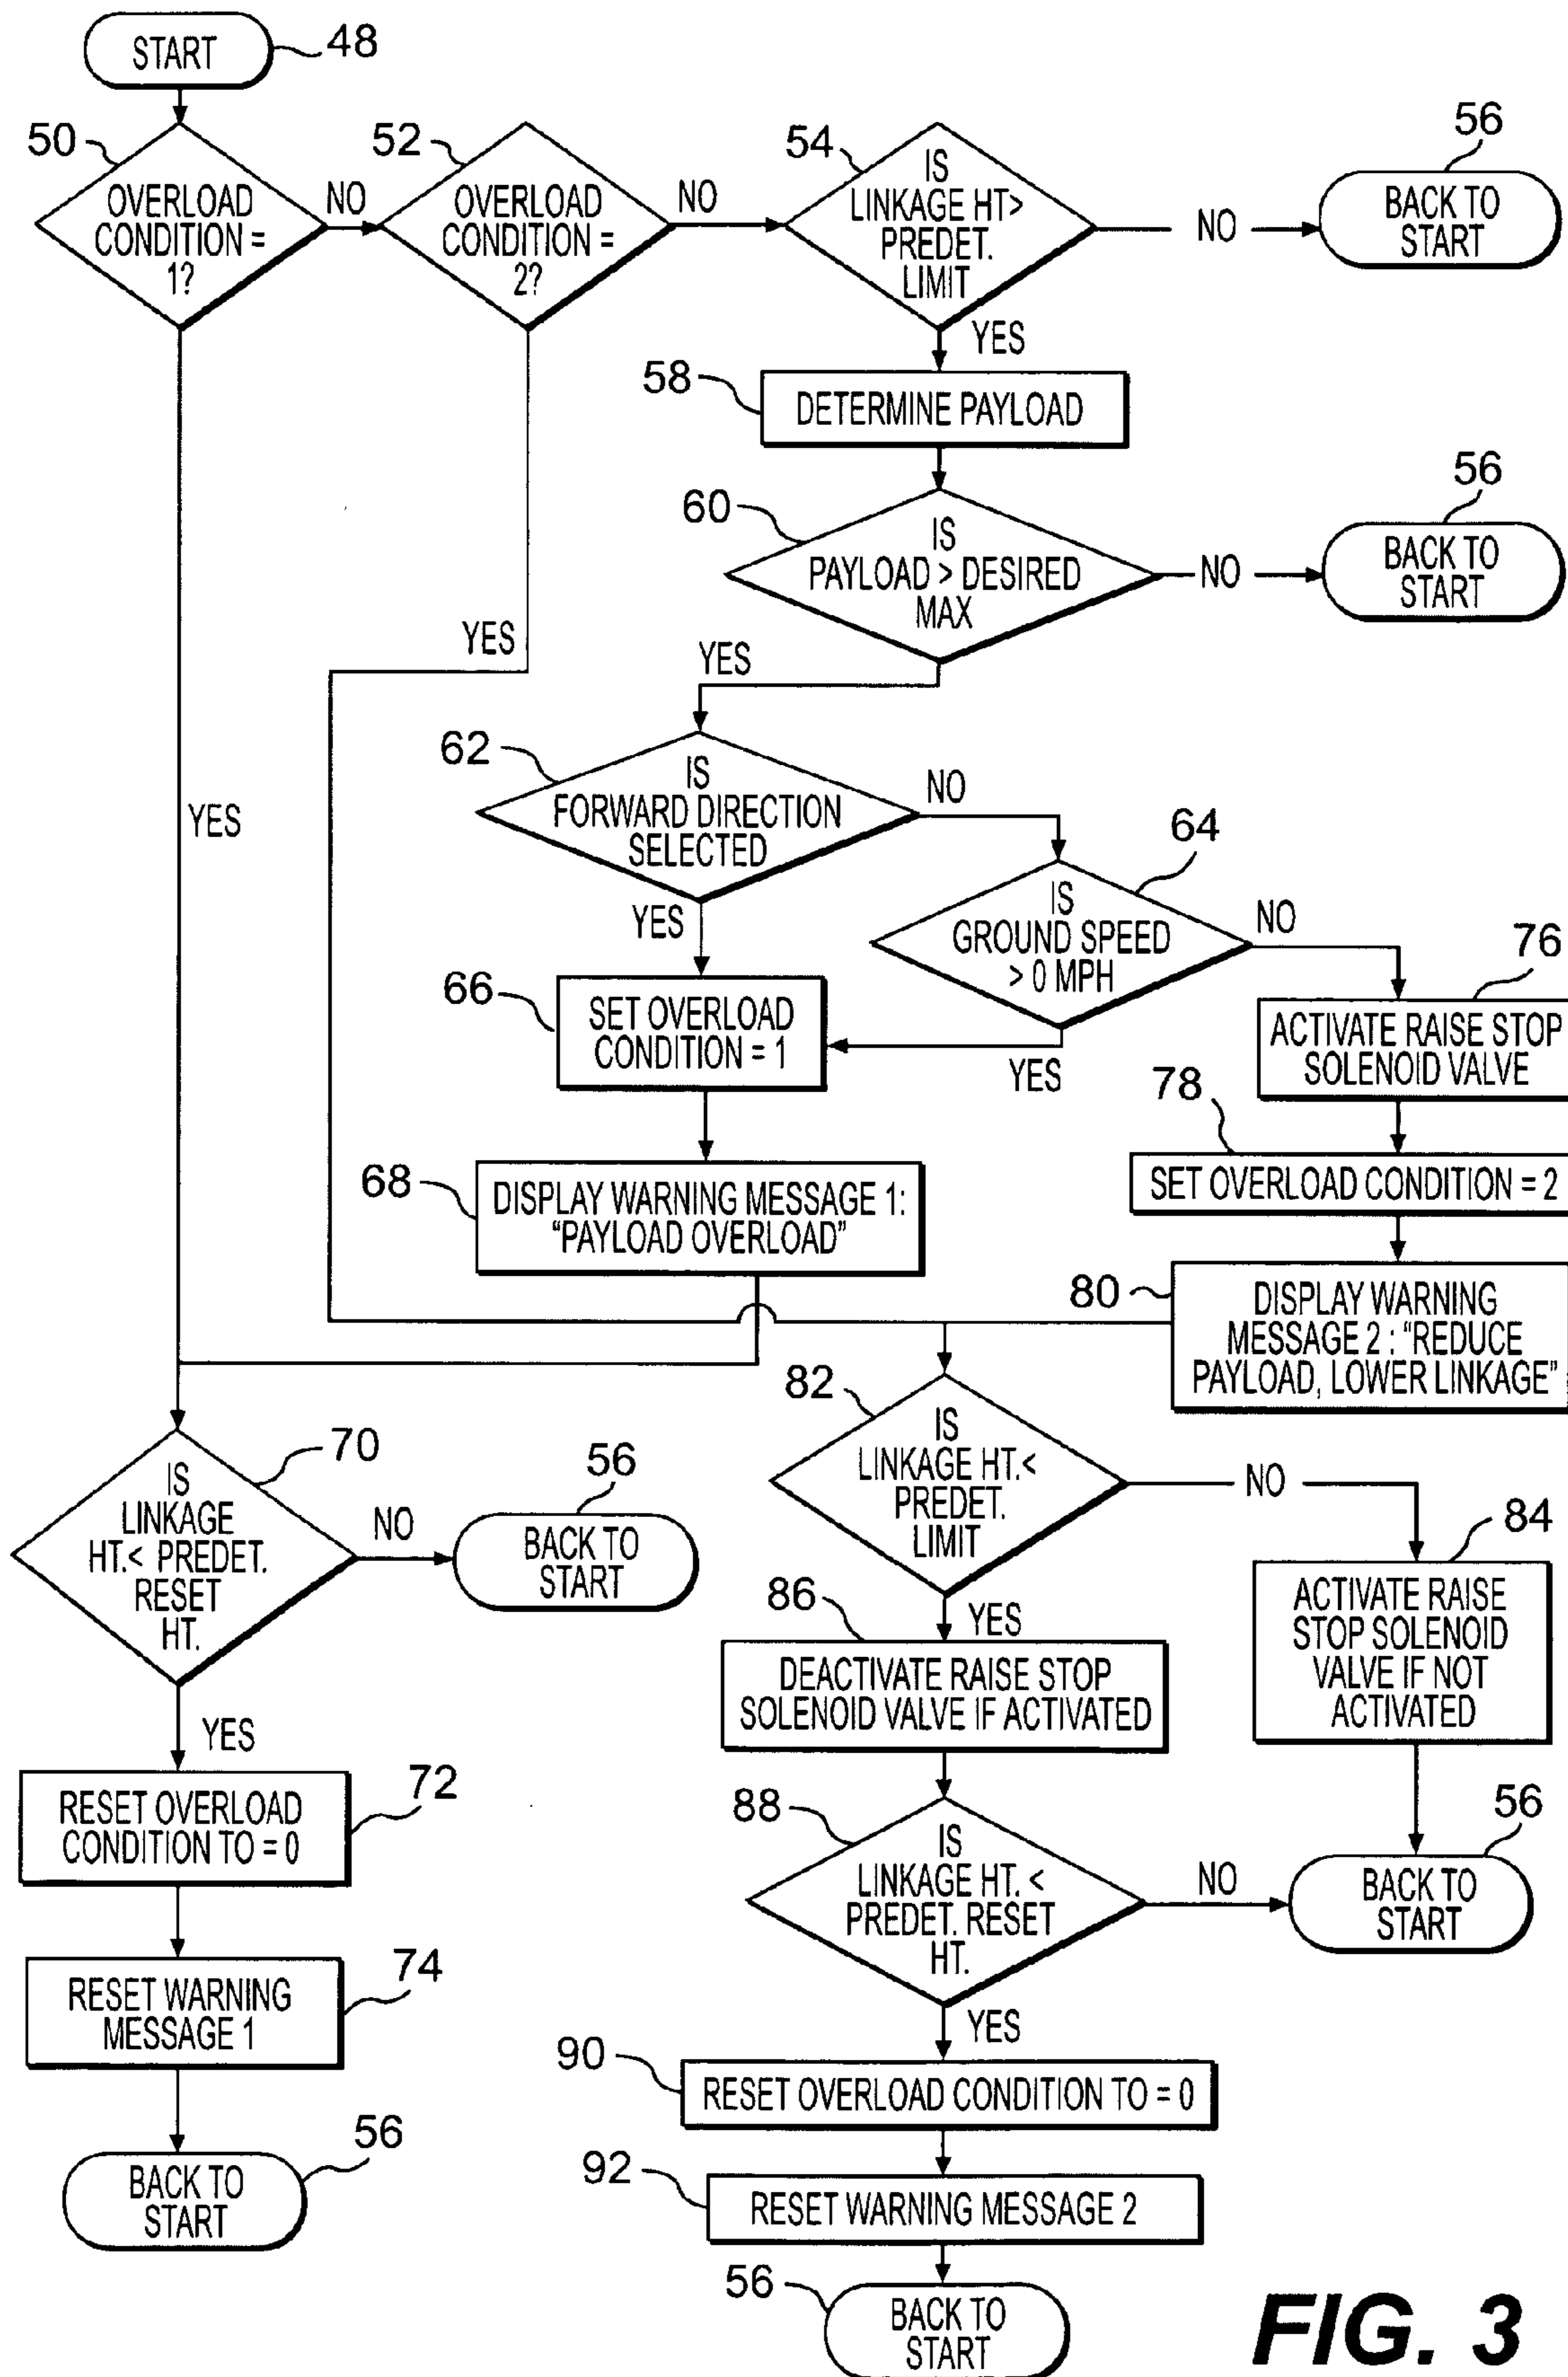 START
48
50
OVERLOAD
CONDITION =
1?
NO
52
OVERLOAD
CONDITION =
2?
NO
54
IS
LINKAGE HT>
PREDET.
LIMIT
NO
56
BACK TO
START
YES
58
DETERMINE PAYLOAD
60
IS
PAYLOAD > DESIRED
MAX
NO
56
BACK TO
START
YES
YES
YES
62
IS
FORWARD DIRECTION
SELECTED
NO
64
IS
GROUND SPEED
> 0 MPH
NO
YES
YES
66
SET OVERLOAD
CONDITION = 1
76
ACTIVATE RAISE STOP
SOLENOID VALVE
78
SET OVERLOAD CONDITION = 2
68
DISPLAY WARNING MESSAGE 1:
“PAYLOAD OVERLOAD”
80
DISPLAY WARNING
MESSAGE 2 : “REDUCE
PAYLOAD, LOWER LINKAGE”
70
IS
LINKAGE
HT.< PREDET.
RESET
HT.
NO
56
BACK TO
START
YES
72
RESET OVERLOAD
CONDITION TO = 0
74
RESET WARNING
MESSAGE 1
56
BACK TO
START
82
IS
LINKAGE HT.<
PREDET.
LIMIT
NO
84
ACTIVATE RAISE
STOP SOLENOID
VALVE IF NOT
ACTIVATED
YES
86
DEACTIVATE RAISE STOP
SOLENOID VALVE IF ACTIVATED
88
IS
LINKAGE HT. <
PREDET. RESET
HT.
NO
56
BACK TO
START
YES
90
RESET OVERLOAD CONDITION TO = 0
92
RESET WARNING MESSAGE 2
56
BACK TO
START
FIG. 3